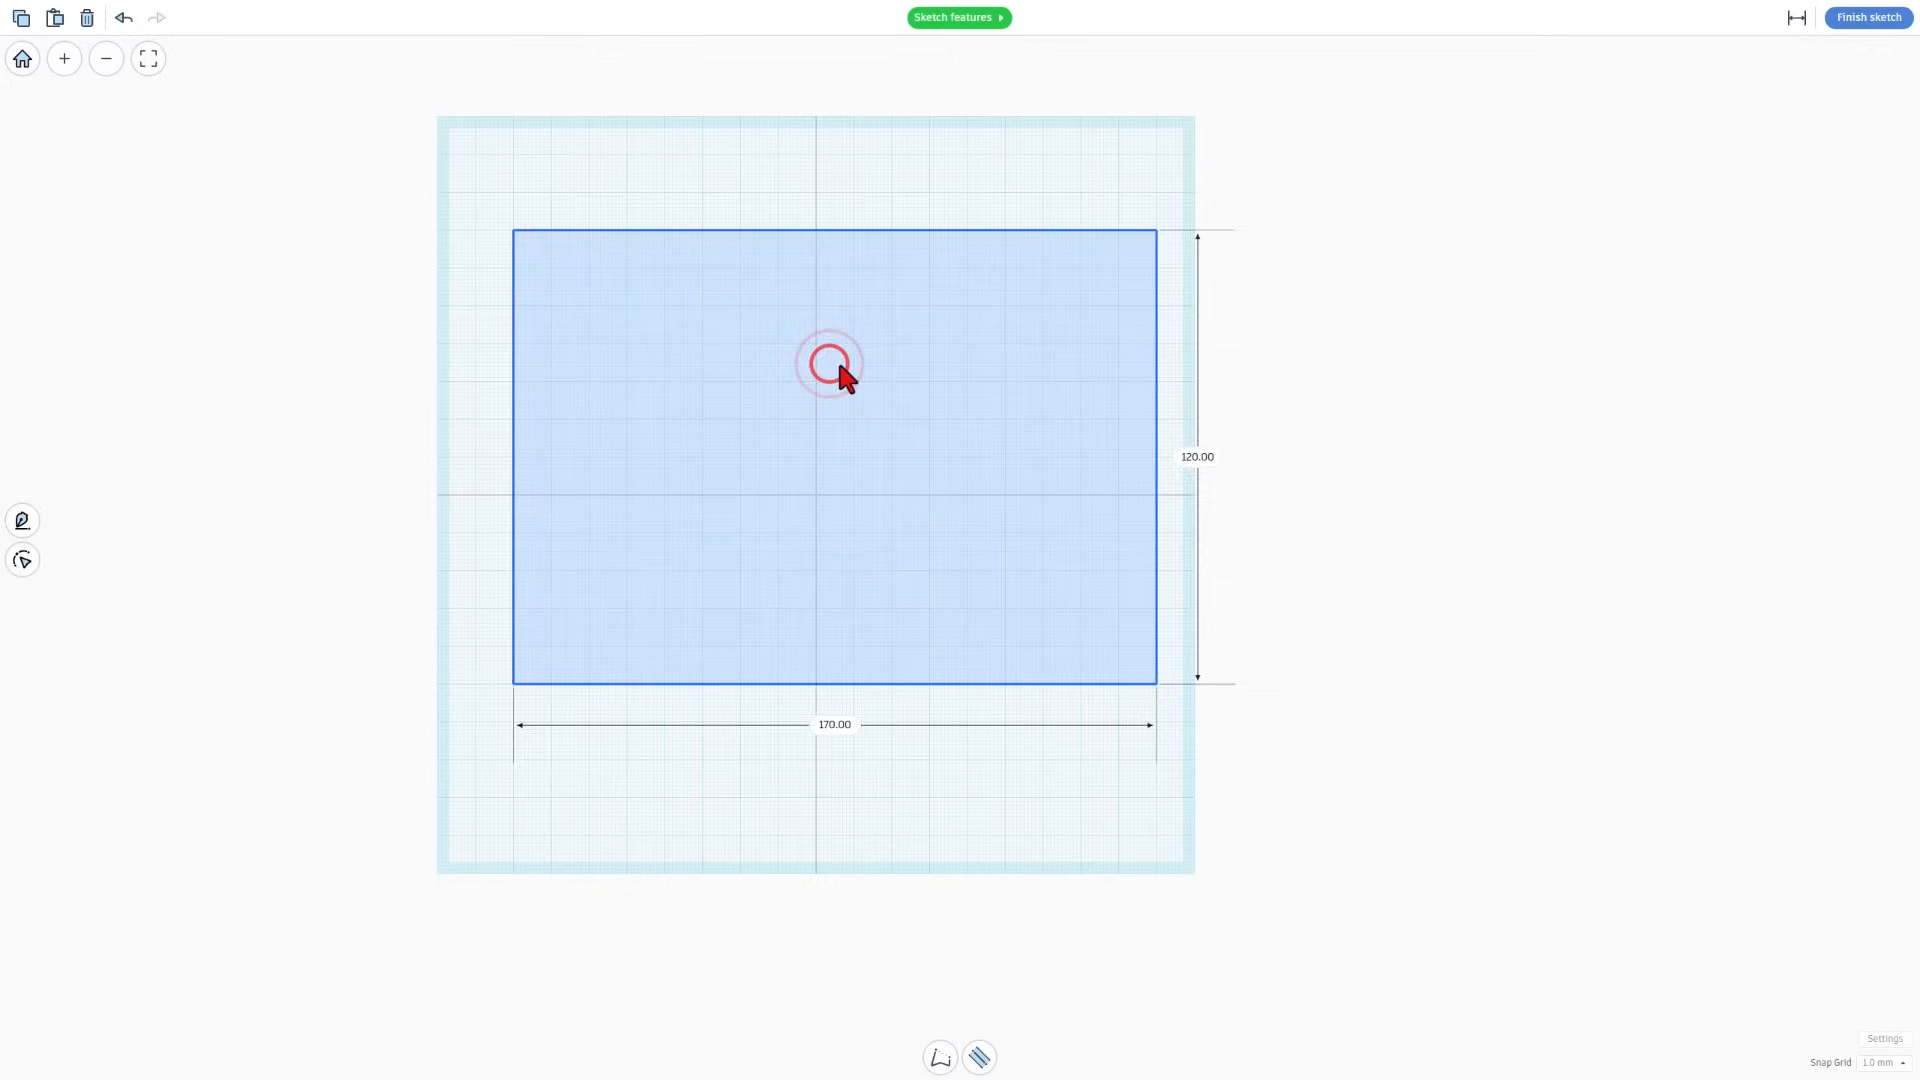 Sketch features
Finish sketch
120.00
170.00
Settings
Snap Grid 1.0 mm